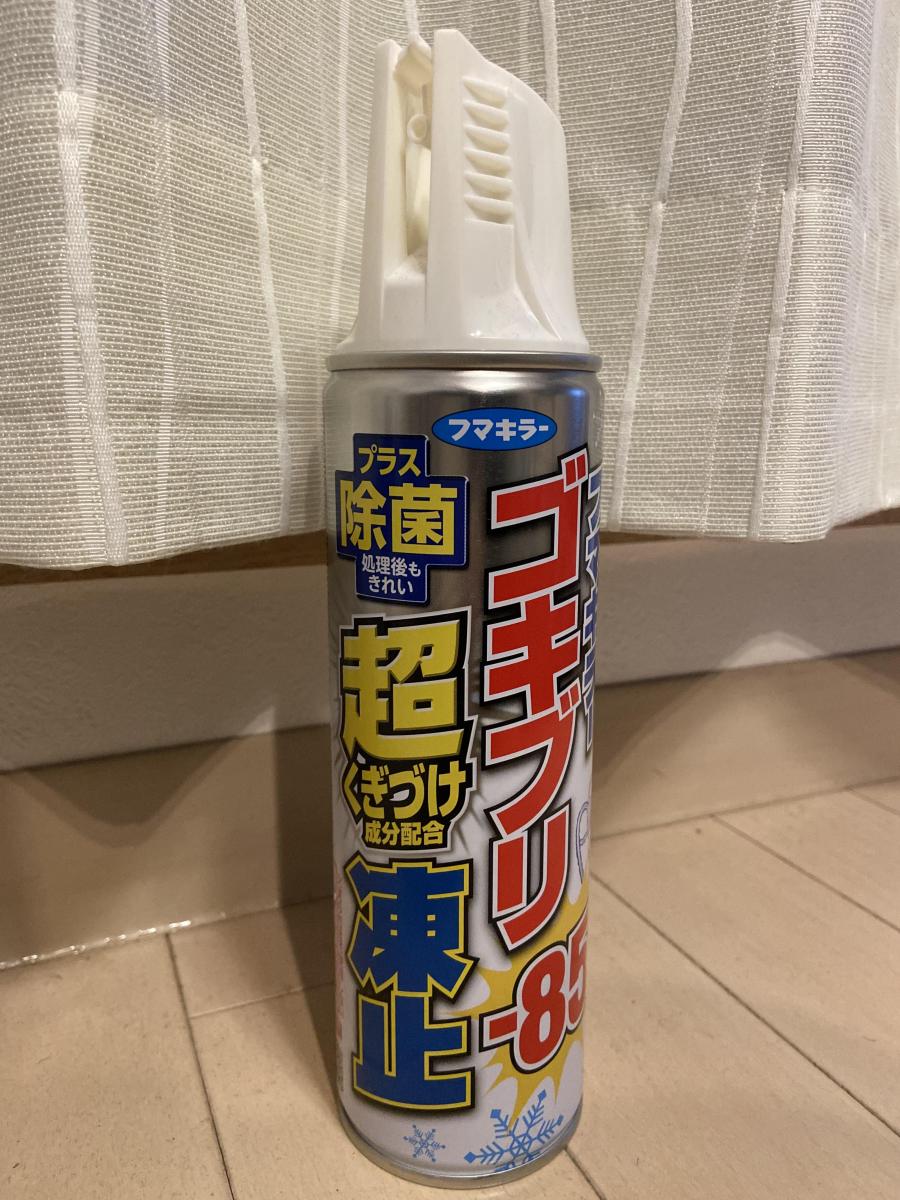 フマキラー
プラス
除菌
処理後も
きれい
超
くぎづけ
成分配合
凍止
ゴキブリ
-85